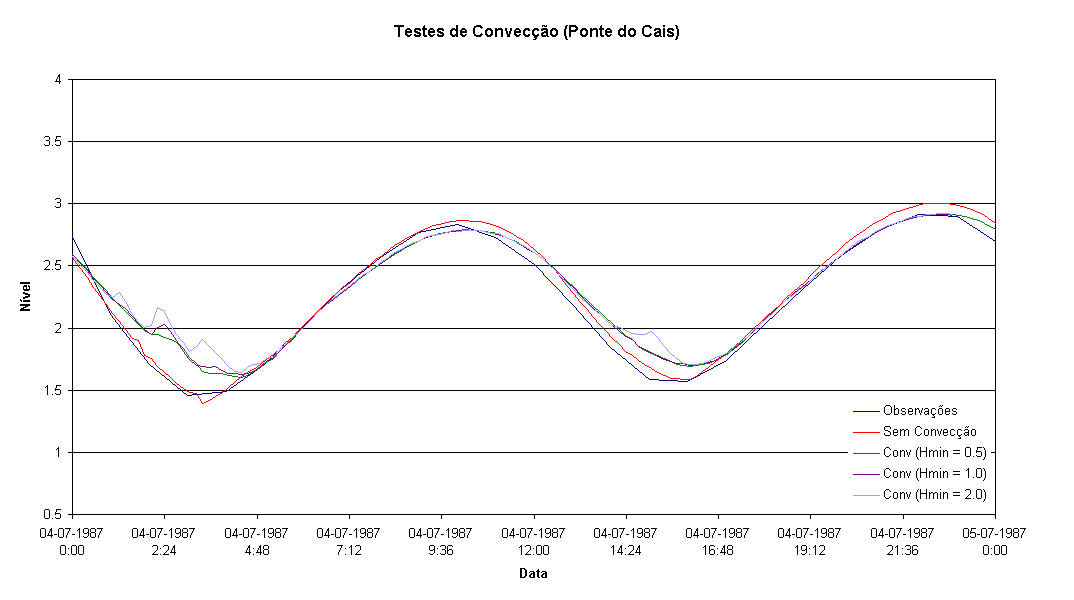 Testes de Convecção (Ponte do Cais)
4
3.5
3
2.5
2
1.5
1
0.5
Nível
Observações
Sem Convecção
Conv (Hmin = 0.5)
Conv (Hmin = 1.0)
Conv (Hmin = 2.0)
04-07-1987 04-07-1987 04-07-1987 04-07-1987 04-07-1987 04-07-1987 04-07-1987 04-07-1987 04-07-1987 04-07-1987 05-07-1987
0:00 2:24 4:48 7:12 9:36 12:00 14:24 16:48 19:12 21:36 0:00
Data